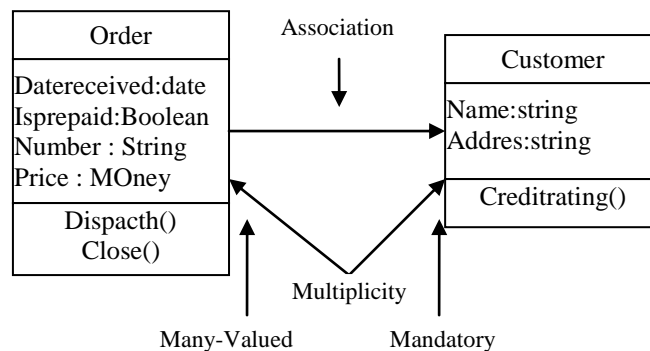 Order
Datereceived:date
Isprepaid:Boolean
Number : String
Price : MOney
Dispacth()
Close()
Association
Customer
Name:string
Addres:string
Creditrating()
Multiplicity
Many-Valued
Mandatory